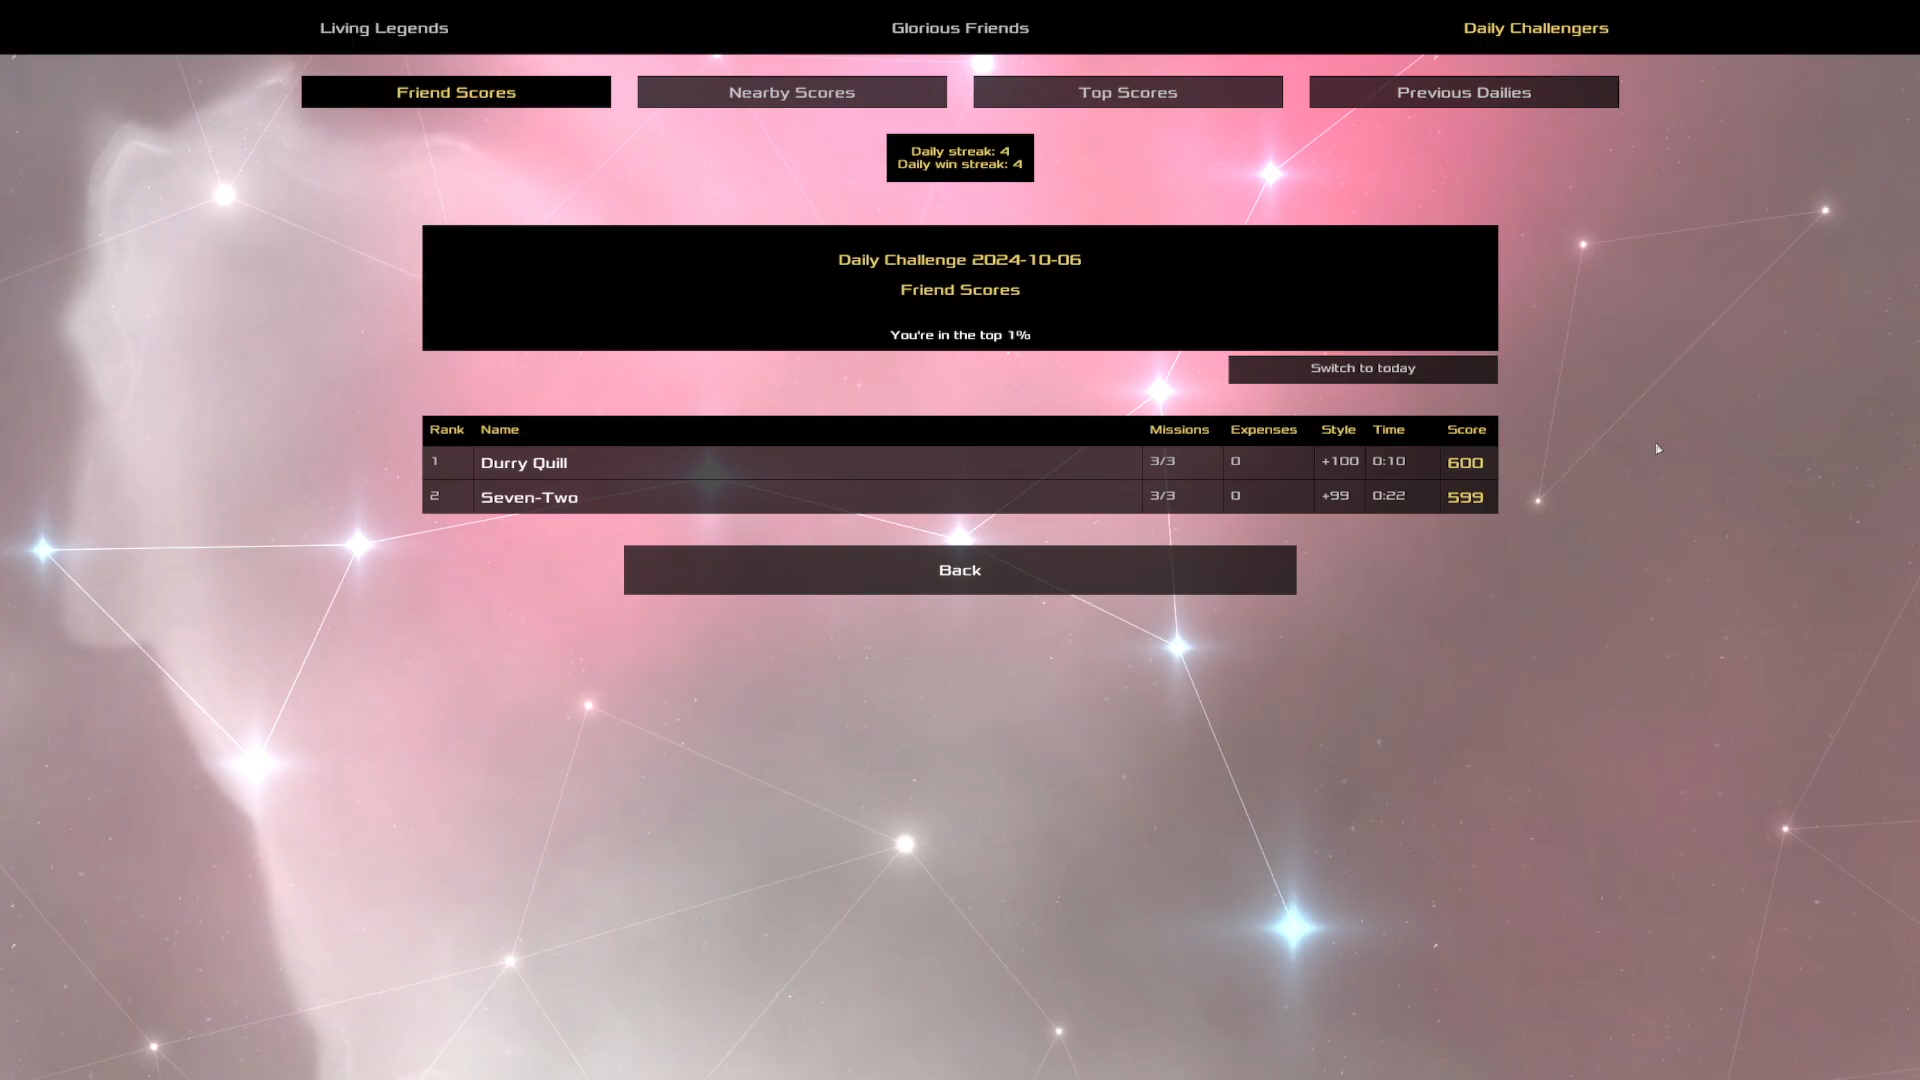 Living Legends Glorious Friends Daily Challengers
Friend Scores Nearby Scores Top Scores Previous Dailies
Daily streak: 4
Daily win streak: 4
Daily Challenge 2024-10-06
Friend Scores
You're in the top 1%
Switch to today
Rank Name Missions Expenses Style Time Score
1 Durry Quill 3/3 0 +100 0:10 600
2 Seven-Two 3/3 0 +99 0:22 599
Back